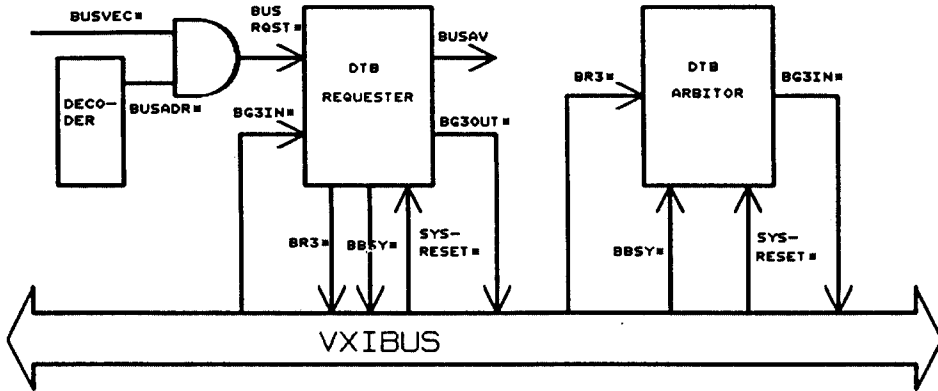 BUSVEC*
BUS
RQST*
DECO-
DER
BUSADR*
BG3IN*
DTB
REQUESTER
BUSAV
BG3OUT*
BR3*
BBSY*
SYS-
RESET*
BR3*
DTB
ARBITOR
BG3IN*
BBSY*
SYS-
RESET*
VXIBUS